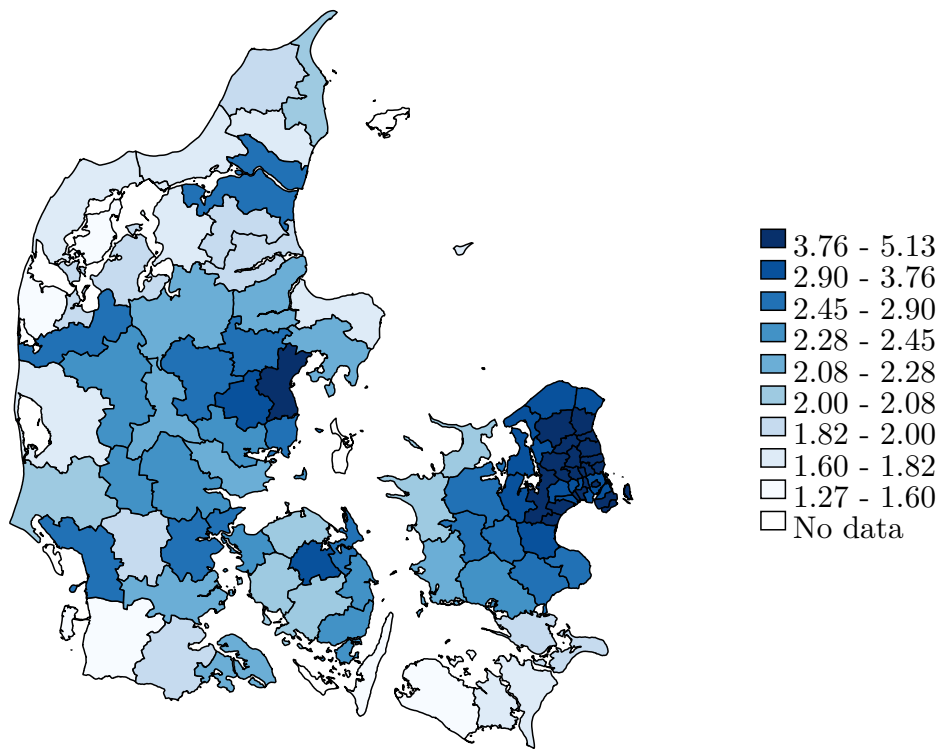 3.76 - 5.13
2.90 - 3.76
2.45 - 2.90
2.28 - 2.45
2.08 - 2.28
2.00 - 2.08
1.82 - 2.00
1.60 - 1.82
1.27 - 1.60
No data